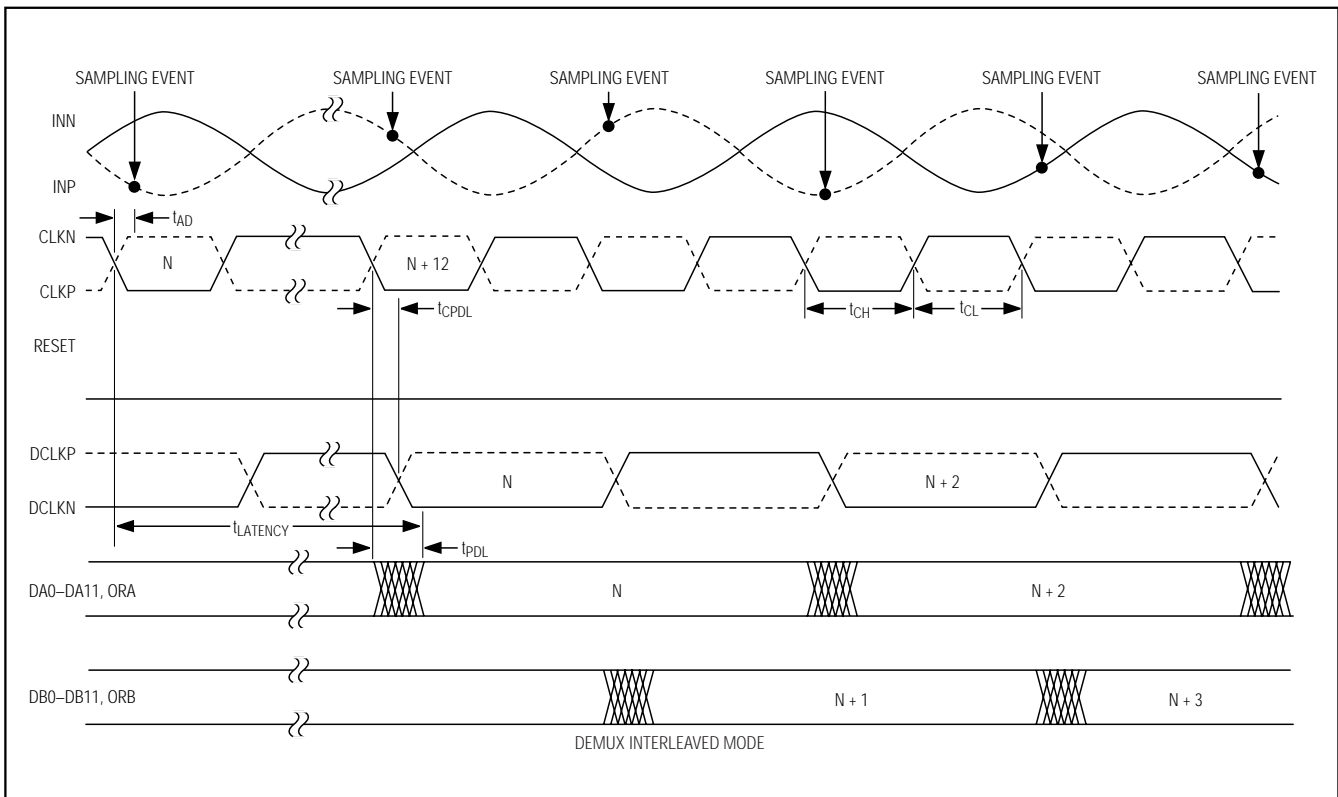 SAMPLING EVENT SAMPLING EVENT SAMPLING EVENT SAMPLING EVENT SAMPLING EVENT SAMPLING EVENT
INN
INP
tAD
CLKN
N
N + 12
CLKP
tCPDL
tCH
tCL
RESET
DCLKP
N
N + 2
DCLKN
tLATENCY
tPDL
DA0–DA11, ORA
N
N + 2
DB0–DB11, ORB
N + 1
N + 3
DEMUX INTERLEAVED MODE